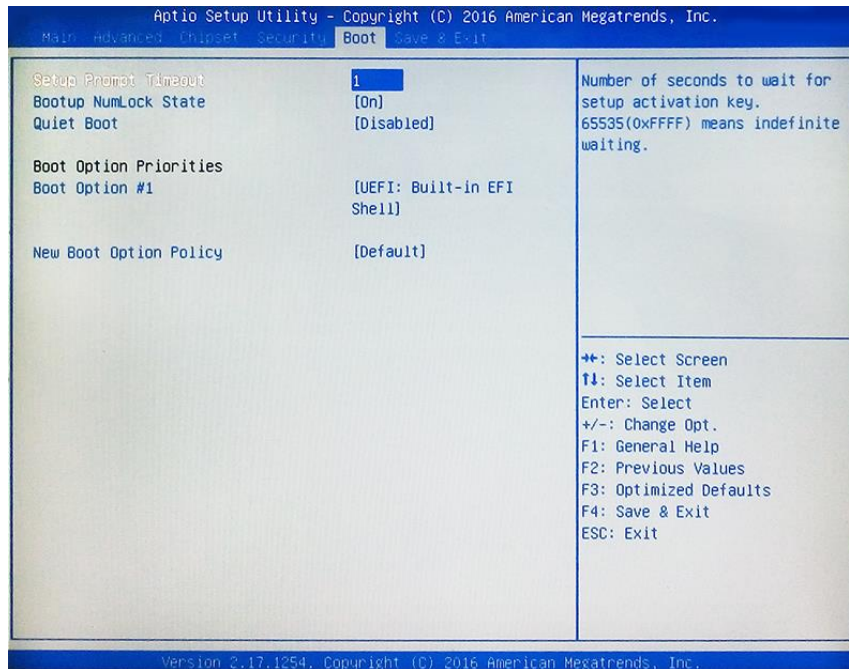 Aptio Setup Utility - Copyright (C) 2016 American Megatrends, Inc.
Main Advanced Chipset Security Boot Save & Exit
Setup Prompt Timeout 1
Bootup NumLock State [On]
Quiet Boot [Disabled]
Boot Option Priorities
Boot Option #1 [UEFI: Built-in EFI
Shell]
New Boot Option Policy [Default]
Number of seconds to wait for
setup activation key.
65535(0xFFFF) means indefinite
waiting.
→←: Select Screen
↑↓: Select Item
Enter: Select
+/-: Change Opt.
F1: General Help
F2: Previous Values
F3: Optimized Defaults
F4: Save & Exit
ESC: Exit
Version 2.17.1254. Copyright (C) 2016 American Megatrends, Inc.